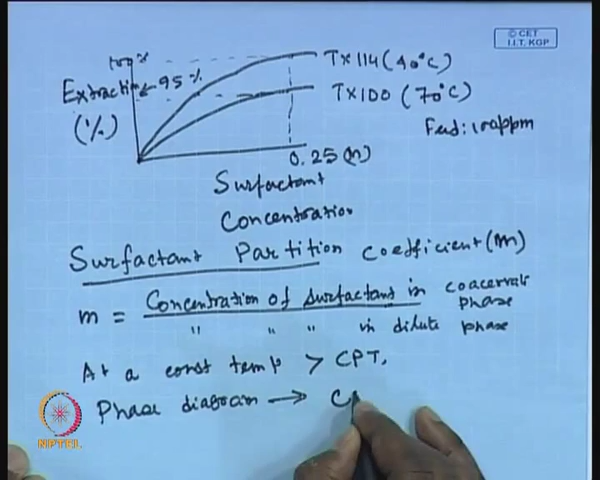 © CET
I.I.T. KGP
100 %
Extraction
95 %
(%)
TX114 (40°C)
TX100 (70°C)
Feed: 100ppm
0.25 (M)
Surfactant
Concentration
Surfactant Partition Coefficient (m)
m = Concentration of surfactant in coacervate phase
" " " in dilute phase
At a const temp > CPT,
Phase diagram → C
NPTEL